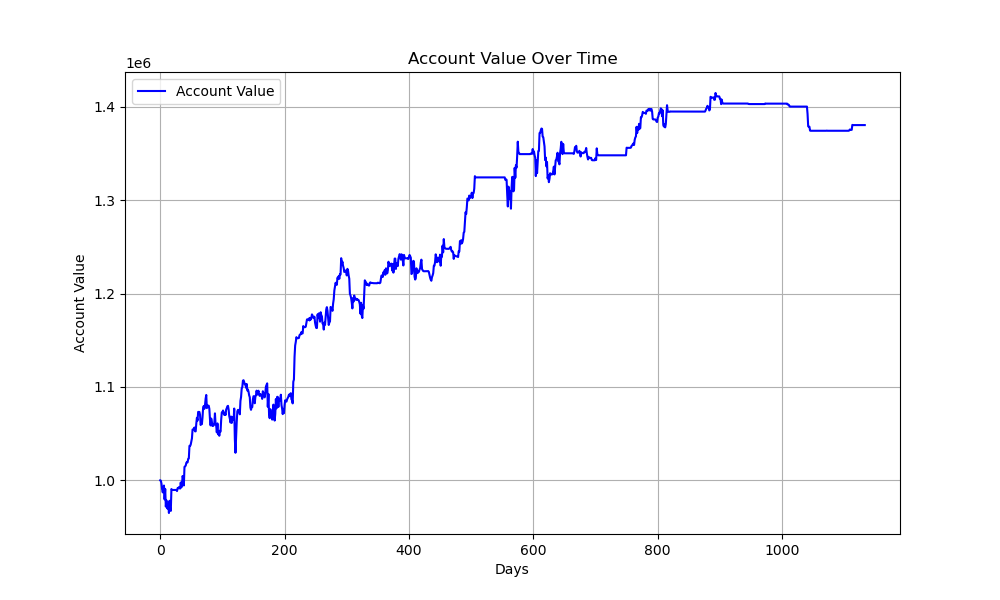 Account Value Over Time
1e6
Account Value
1.4
1.3
1.2
1.1
1.0
Account Value
0 200 400 600 800 1000
Days